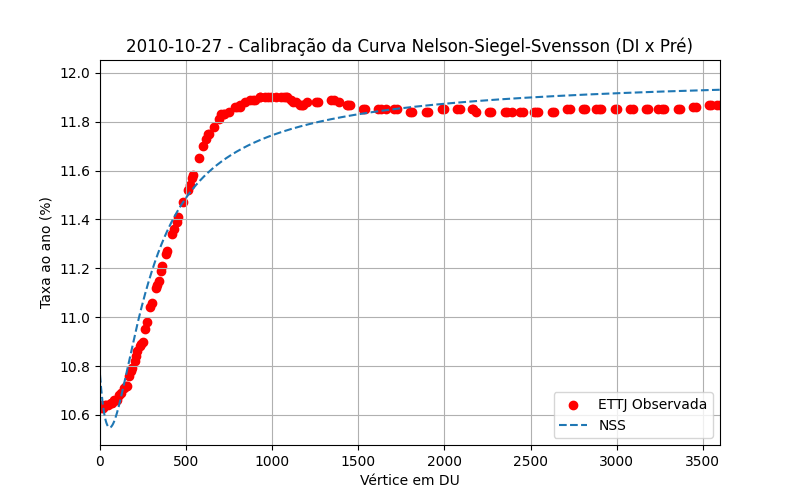 2010-10-27 - Calibração da Curva Nelson-Siegel-Svensson (DI x Pré)
Taxa ao ano (%)
12.0
11.8
11.6
11.4
11.2
11.0
10.8
10.6
ETTJ Observada
NSS
0 500 1000 1500 2000 2500 3000 3500
Vértice em DU